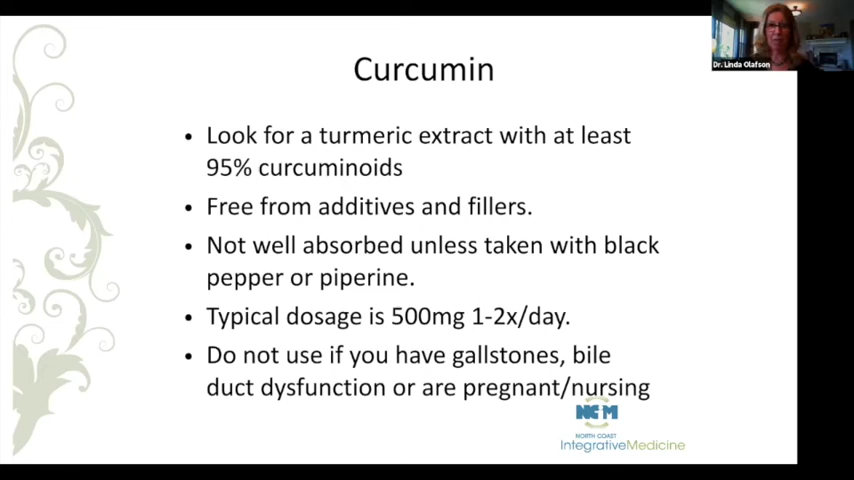 Dr. Linda Olafson
Curcumin
• Look for a turmeric extract with at least
95% curcuminoids
• Free from additives and fillers.
• Not well absorbed unless taken with black
pepper or piperine.
• Typical dosage is 500mg 1-2x/day.
• Do not use if you have gallstones, bile
duct dysfunction or are pregnant/nursing
NCIM
NORTH COAST
IntegrativeMedicine